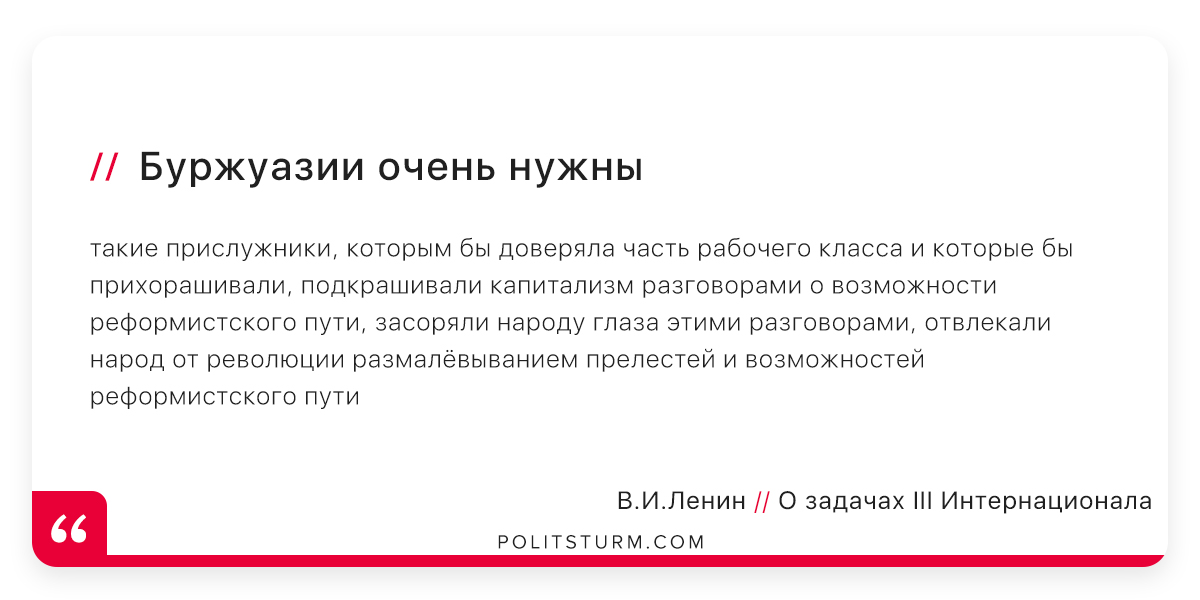 // Буржуазии очень нужны
такие прислужники, которым бы доверяла часть рабочего класса и которые бы
прихорашивали, подкрашивали капитализм разговорами о возможности
реформистского пути, засоряли народу глаза этими разговорами, отвлекали
народ от революции размалёвыванием прелестей и возможностей
реформистского пути
В.И.Ленин // О задачах III Интернационала
“
POLITSTURM.COM